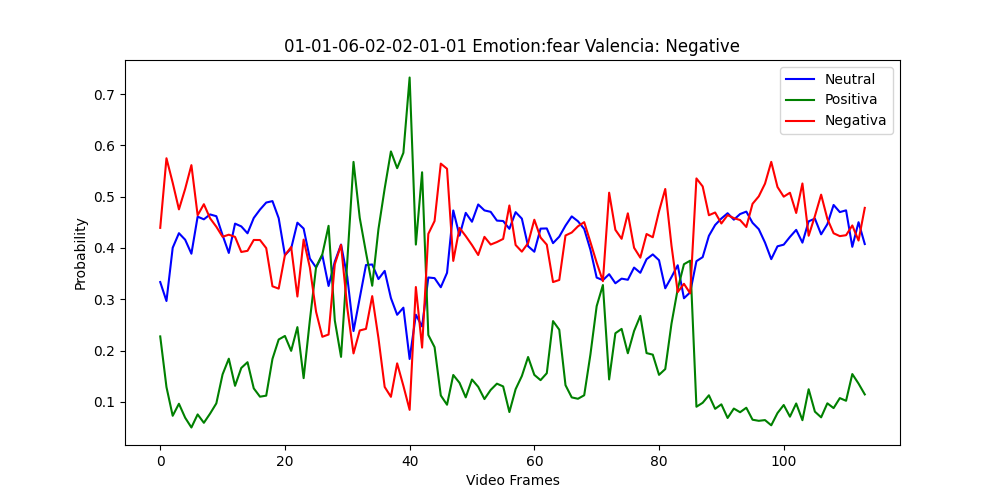 01-01-06-02-02-01-01 Emotion:fear Valencia: Negative
Neutral
Positiva
Negativa
Probability
0.7
0.6
0.5
0.4
0.3
0.2
0.1
0 20 40 60 80 100
Video Frames